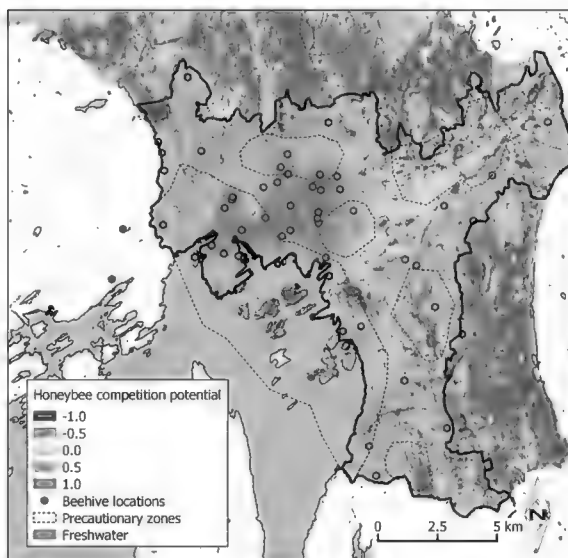 Honeybee competition potential
-1.0
-0.5
0.0
0.5
1.0
Beehive locations
Precautionary zones
Freshwater
N
0 2.5 5 km